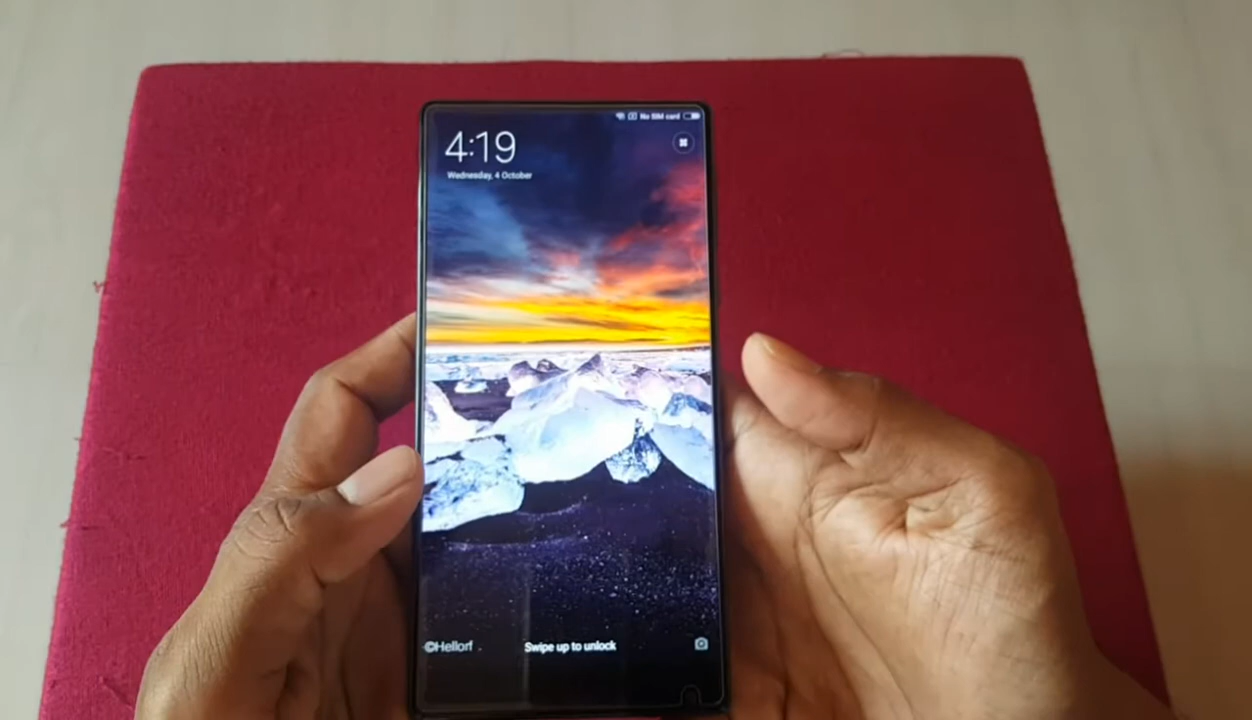 No SIM card
4:19
Wednesday, 4 October
©Hellorf
Swipe up to unlock